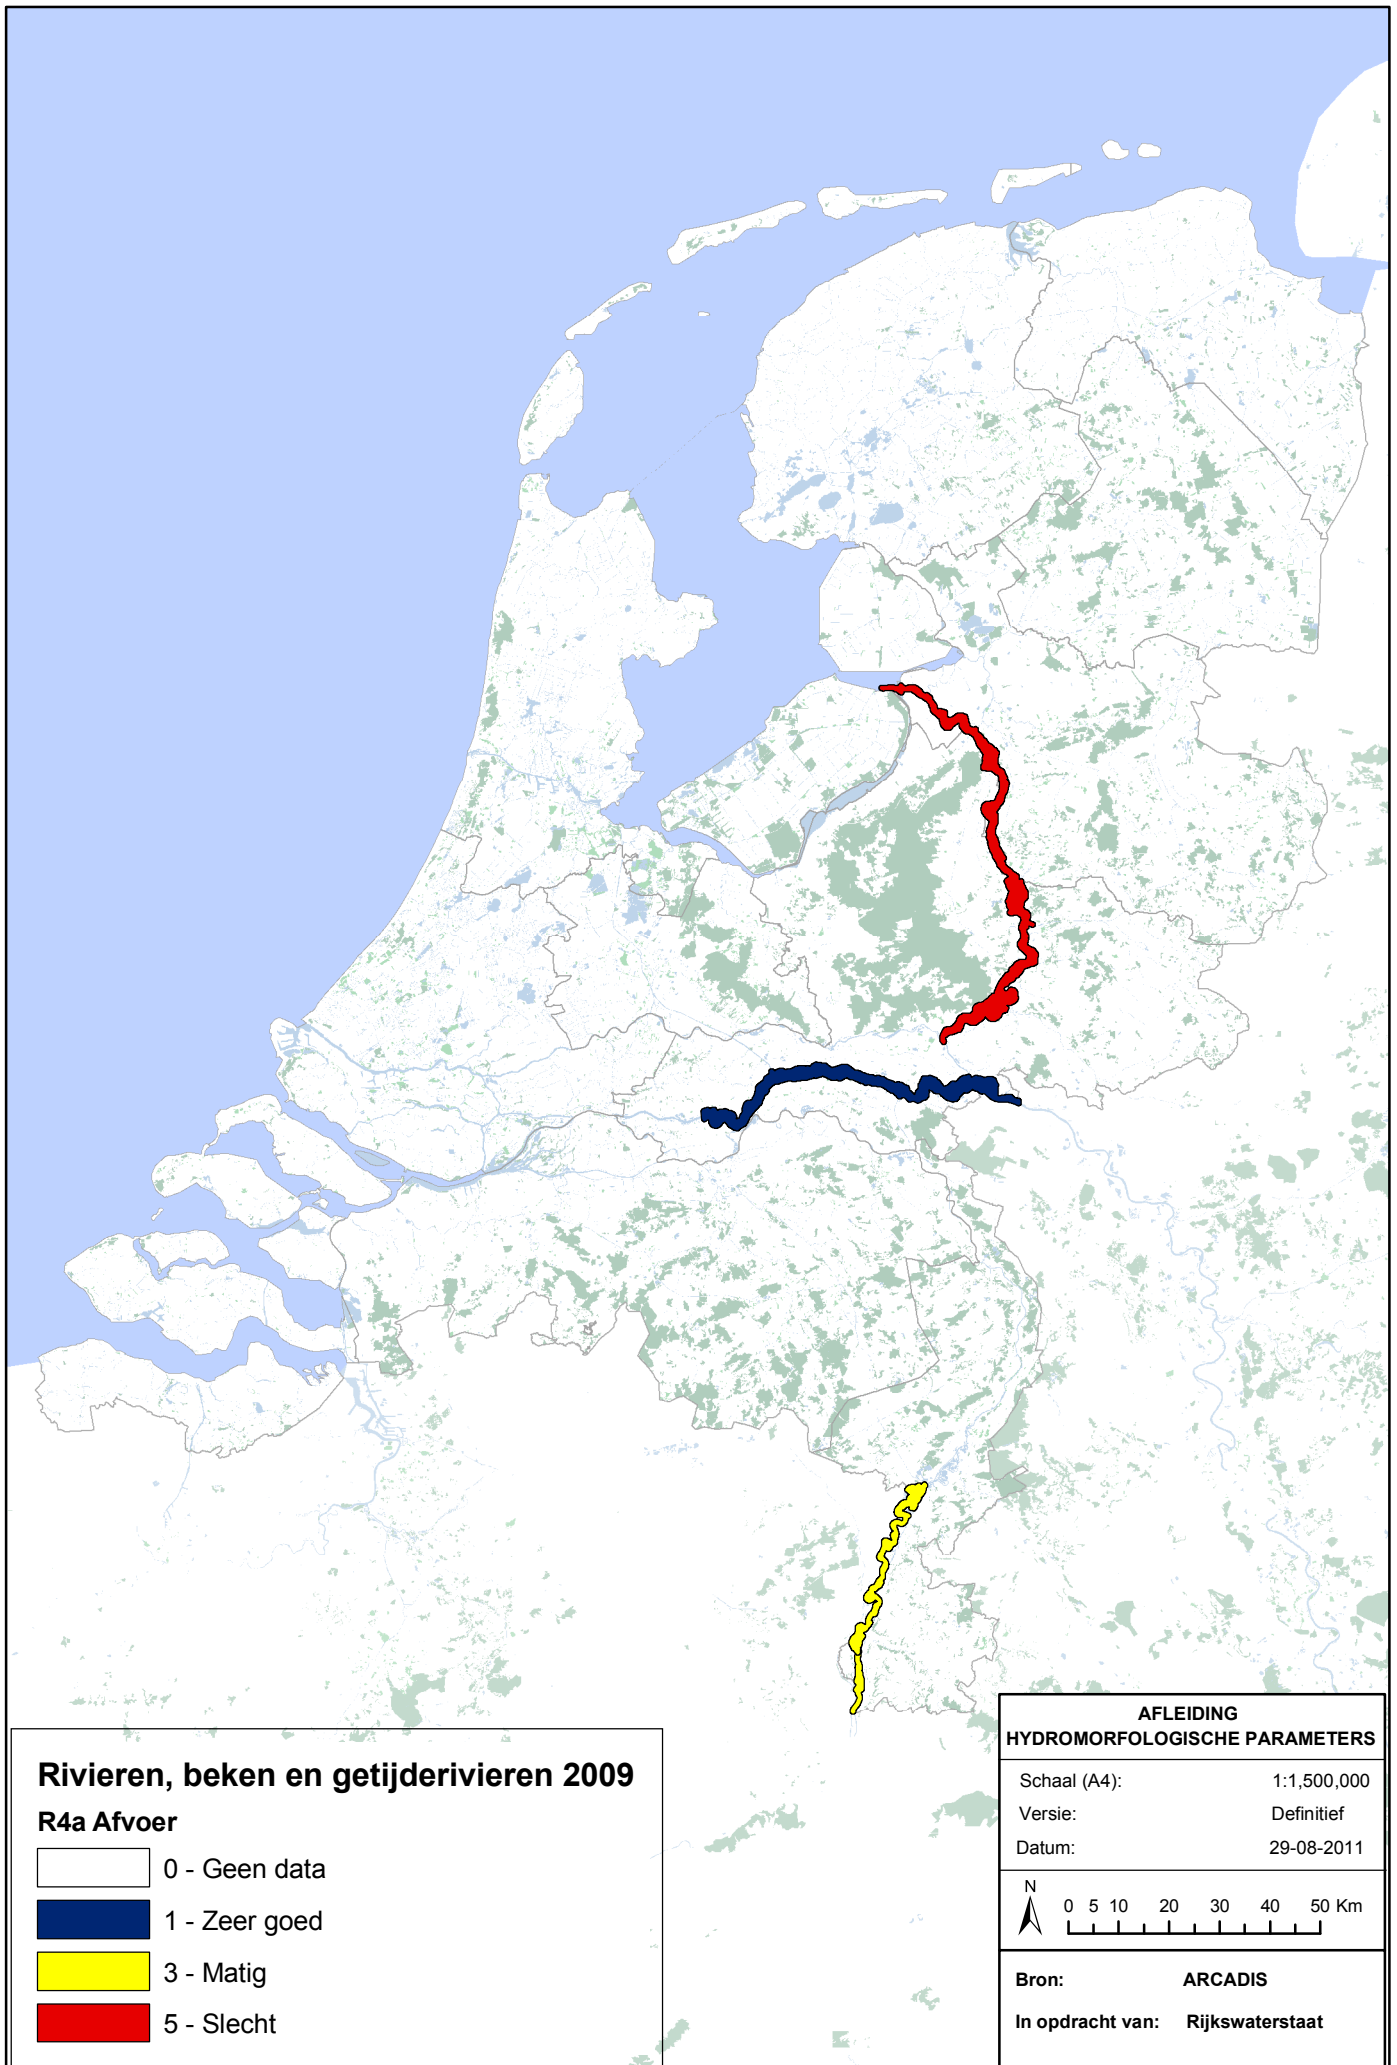 Rivieren, beken en getijderivieren 2009
R4a Afvoer
0 - Geen data
1 - Zeer goed
3 - Matig
5 - Slecht
AFLEIDING
HYDROMORFOLOGISCHE PARAMETERS
Schaal (A4): 1:1,500,000
Versie: Definitief
Datum: 29-08-2011
N
0 5 10 20 30 40 50 Km
Bron: ARCADIS
In opdracht van: Rijkswaterstaat